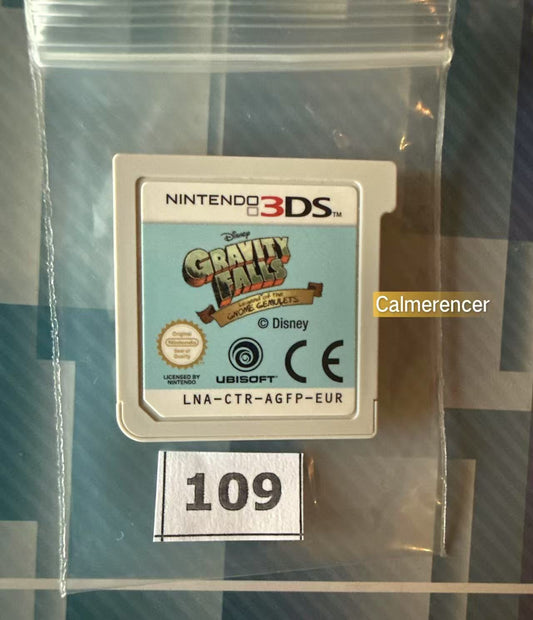 NINTENDO 3DS™
Disney
GRAVITY
FALLS
Legend of the
GNOME GEMULETS
© Disney
Calmerencer
Original
Nintendo
Seal of
Quality
LICENSED BY
NINTENDO
UBISOFT
CE
LNA-CTR-AGFP-EUR
109